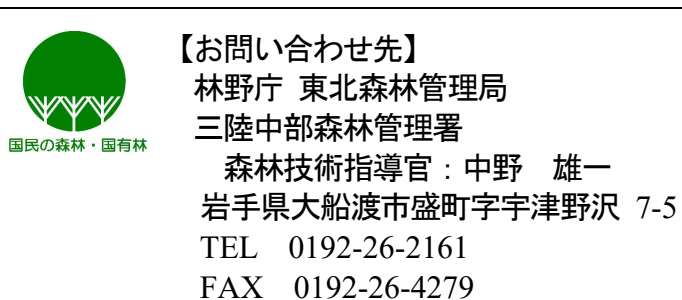 【お問い合わせ先】
林野庁 東北森林管理局
三陸中部森林管理署
森林技術指導官：中野　雄一
岩手県大船渡市盛町字宇津野沢 7-5
TEL　0192-26-2161
FAX　0192-26-4279
国民の森林・国有林